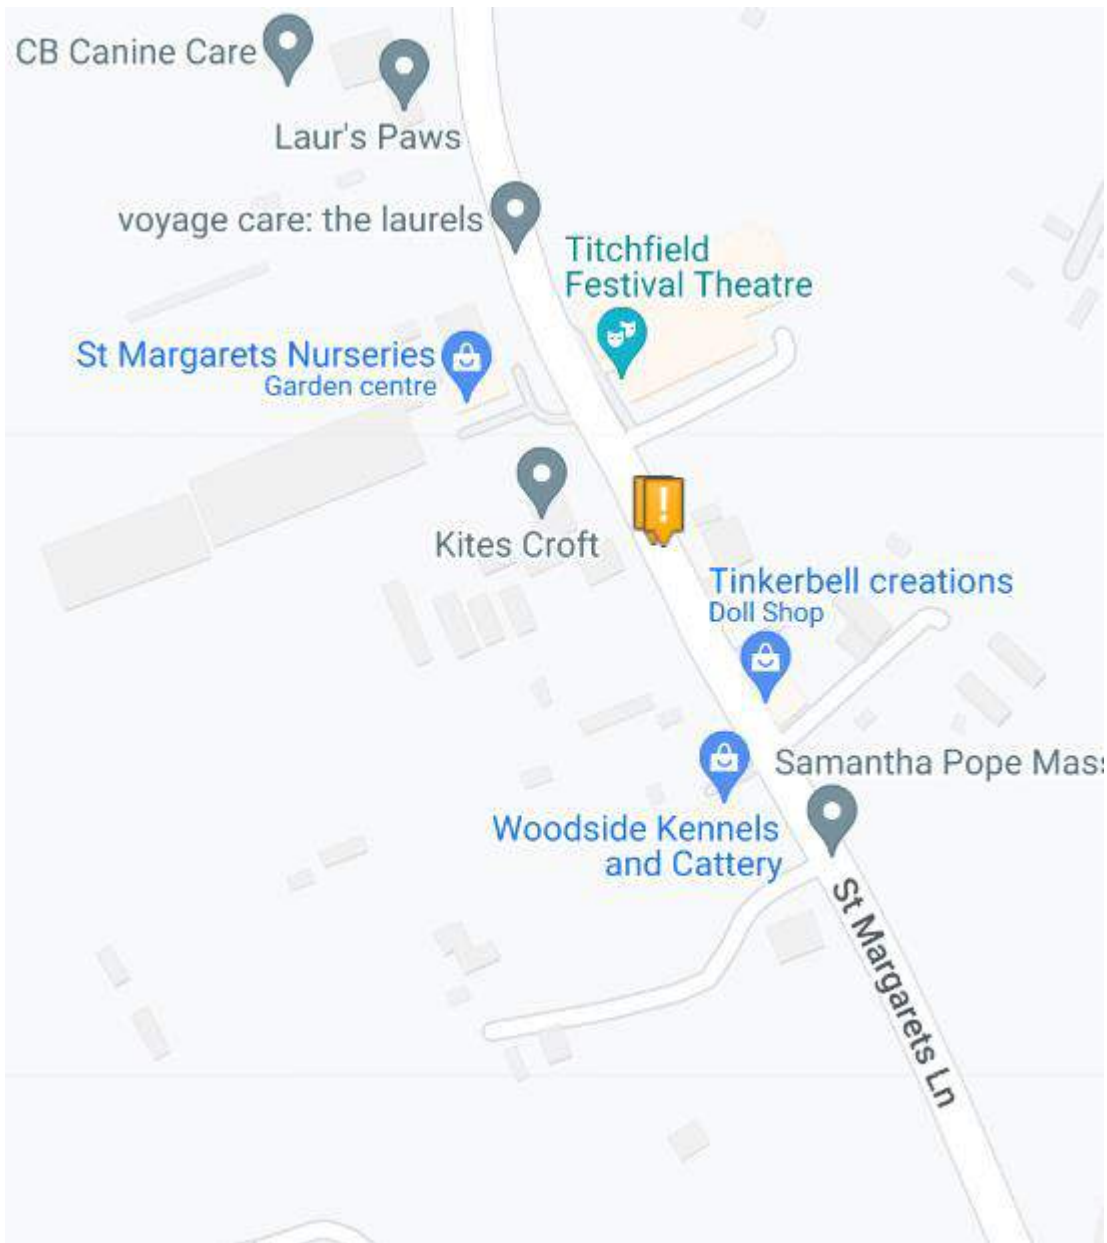 CB Canine Care
Laur's Paws
voyage care: the laurels
Titchfield
Festival Theatre
St Margarets Nurseries
Garden centre
!
Kites Croft
Tinkerbell creations
Doll Shop
Samantha Pope Mass
Woodside Kennels
and Cattery
St Margarets Ln